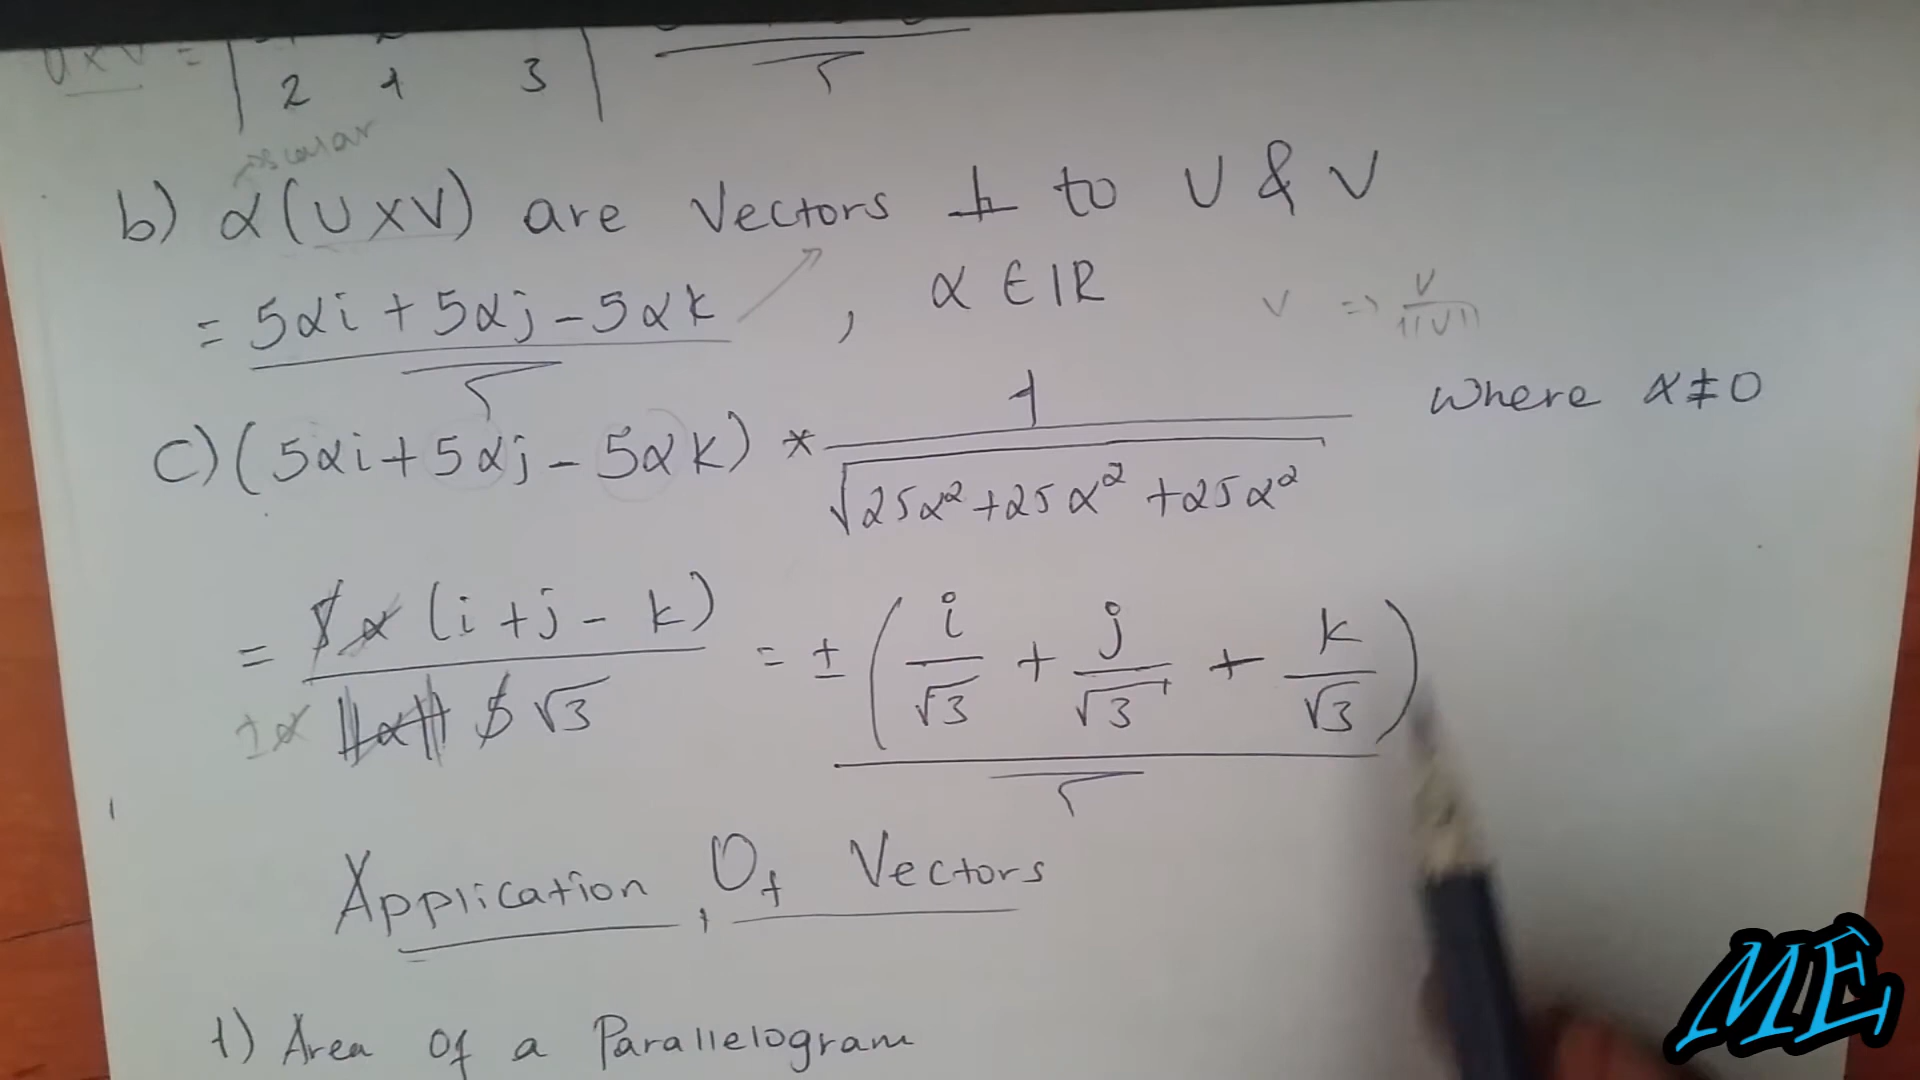 U x V = | 2 1 3 |
scalar
b) α(U x V) are Vectors ⊥ to U & V
= 5αi + 5αj - 5αk , α ∈ IR
V => V/||V||
c) (5αi + 5αj - 5αk) * 1/√(25α² + 25α² + 25α²) where α ≠ 0
= 5α (i + j - k) / ||α|| 5 √3 = ± (i/√3 + j/√3 + k/√3)
±α
Application, Of Vectors
1) Area Of a Parallelogram
ME